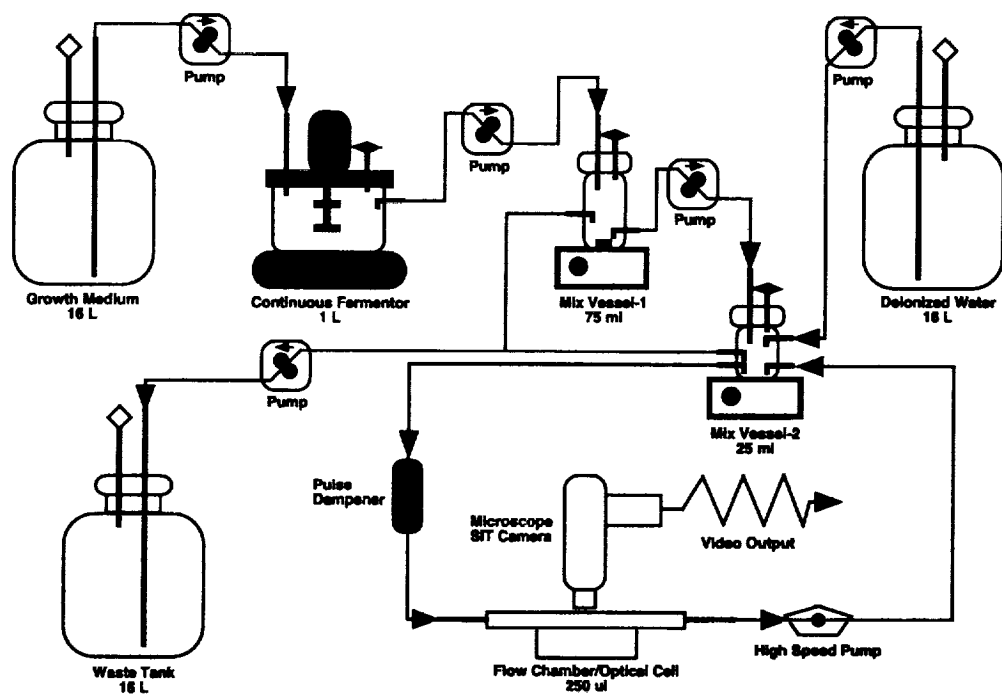 Pump
Pump
Pump
Pump
Growth Medium
16 L
Continuous Fermentor
1 L
Mix Vessel-1
75 ml
Deionized Water
16 L
Pump
Mix Vessel-2
25 ml
Pulse
Dampener
Microscope
SIT Camera
Video Output
Waste Tank
16 L
Flow Chamber/Optical Cell
250 ul
High Speed Pump